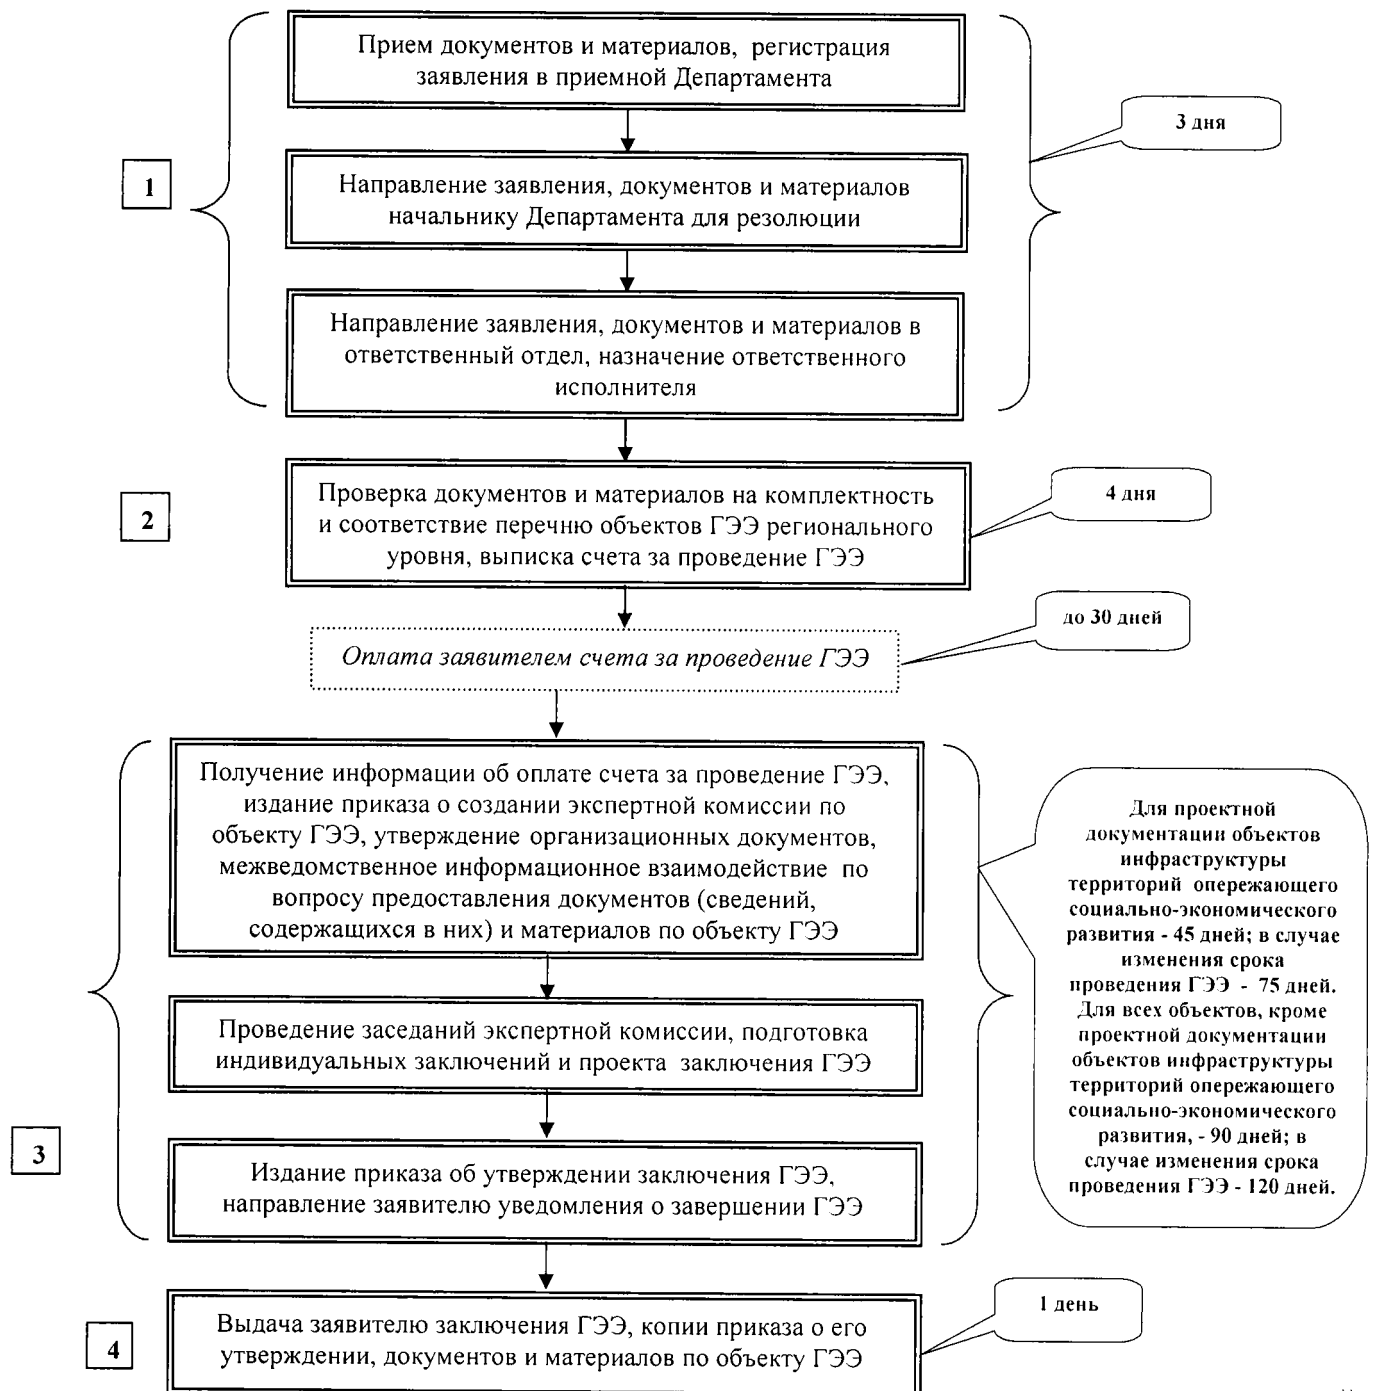 Прием документов и материалов, регистрация
заявления в приемной Департамента
3 дня
1
Направление заявления, документов и материалов
начальнику Департамента для резолюции
Направление заявления, документов и материалов в
ответственный отдел, назначение ответственного
исполнителя
2
Проверка документов и материалов на комплектность
и соответствие перечню объектов ГЭЭ регионального
уровня, выписка счета за проведение ГЭЭ
4 дня
до 30 дней
Оплата заявителем счета за проведение ГЭЭ
Получение информации об оплате счета за проведение ГЭЭ,
издание приказа о создании экспертной комиссии по
объекту ГЭЭ, утверждение организационных документов,
межведомственное информационное взаимодействие по
вопросу предоставления документов (сведений,
содержащихся в них) и материалов по объекту ГЭЭ
Проведение заседаний экспертной комиссии, подготовка
индивидуальных заключений и проекта заключения ГЭЭ
3
Издание приказа об утверждении заключения ГЭЭ,
направление заявителю уведомления о завершении ГЭЭ
Для проектной
документации объектов
инфраструктуры
территорий опережающего
социально-экономического
развития - 45 дней; в случае
изменения срока
проведения ГЭЭ - 75 дней.
Для всех объектов, кроме
проектной документации
объектов инфраструктуры
территорий опережающего
социально-экономического
развития, - 90 дней; в
случае изменения срока
проведения ГЭЭ - 120 дней.
1 день
4
Выдача заявителю заключения ГЭЭ, копии приказа о его
утверждении, документов и материалов по объекту ГЭЭ